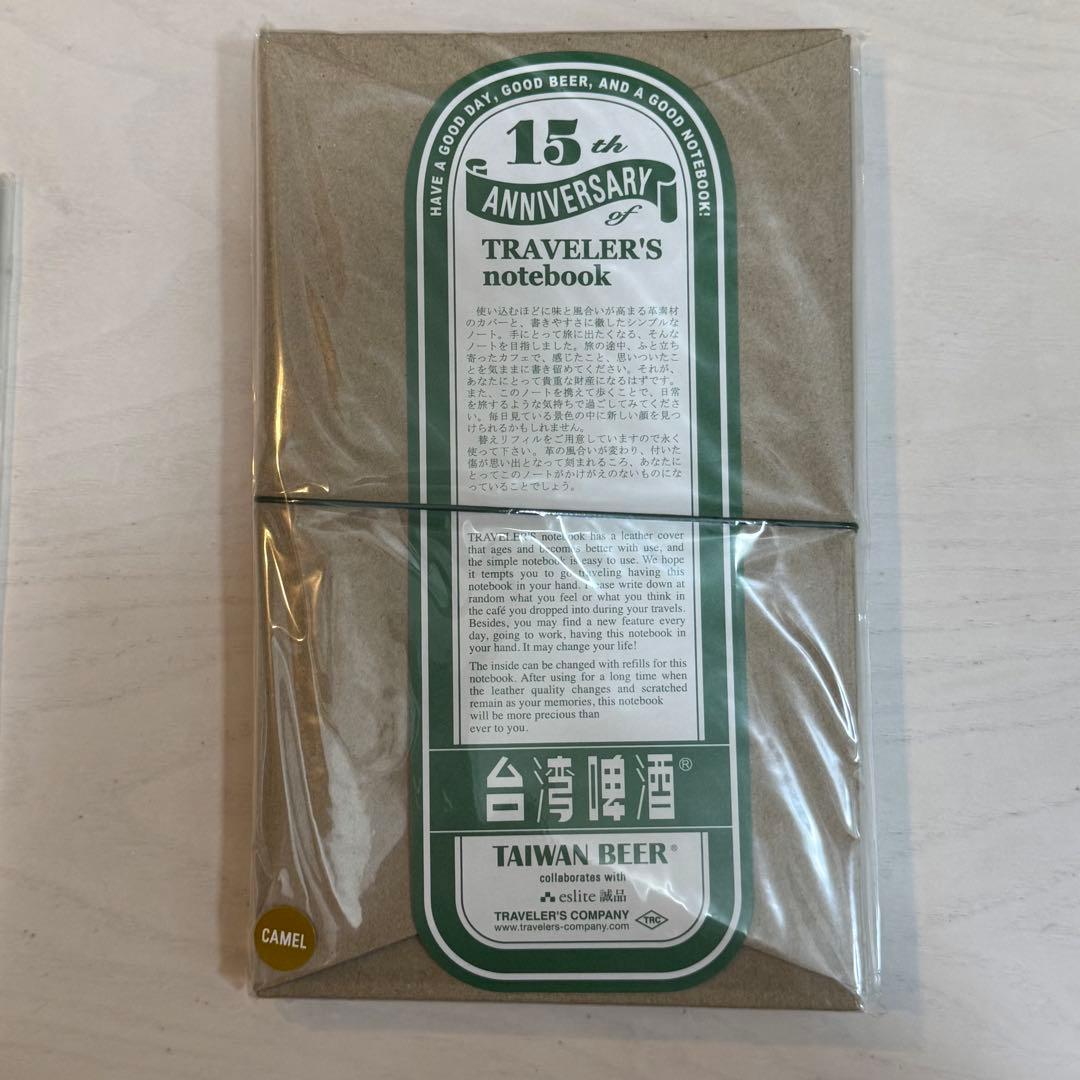 HAVE A GOOD DAY, GOOD BEER, AND A GOOD NOTEBOOK!
15th
ANNIVERSARY
of
TRAVELER'S
notebook
使い込むほどに味と風合いが高まる革素材
のカバーと、書きやすさに徹したシンプルな
ノート。手にとって旅に出たくなる、そんな
ノートを目指しました。旅の途中、ふと立ち
寄ったカフェで、感じたこと、思いついたこ
とを気ままに書き留めてください。それが、
あなたにとって貴重な財産になるはずです。
また、このノートを携えて歩くことで、日常
を旅するような気持ちで過ごしてみてくださ
い。毎日見ている景色の中に新しい顔を見つ
けられるかもしれません。
替えリフィルをご用意していますので永く
使って下さい。革の風合いが変わり、付いた
傷が思い出となって刻まれるころ、あなたに
とってこのノートがかけがえのないものにな
っていることでしょう。
TRAVELER'S notebook has a leather cover
that ages and becomes better with use, and
the simple notebook is easy to use. We hope
it tempts you to go traveling having this
notebook in your hand. Please write down at
random what you feel or what you think in
the café you dropped into during your travels.
Besides, you may find a new feature every
day, going to work, having this notebook in
your hand. It may change your life!
The inside can be changed with refills for this
notebook. After using for a long time when
the leather quality changes and scratched
remain as your memories, this notebook
will be more precious than
ever to you.
台湾啤酒®
TAIWAN BEER®
collaborates with
eslite 誠品
TRAVELER'S COMPANY
www.travelers-company.com
TRC
CAMEL